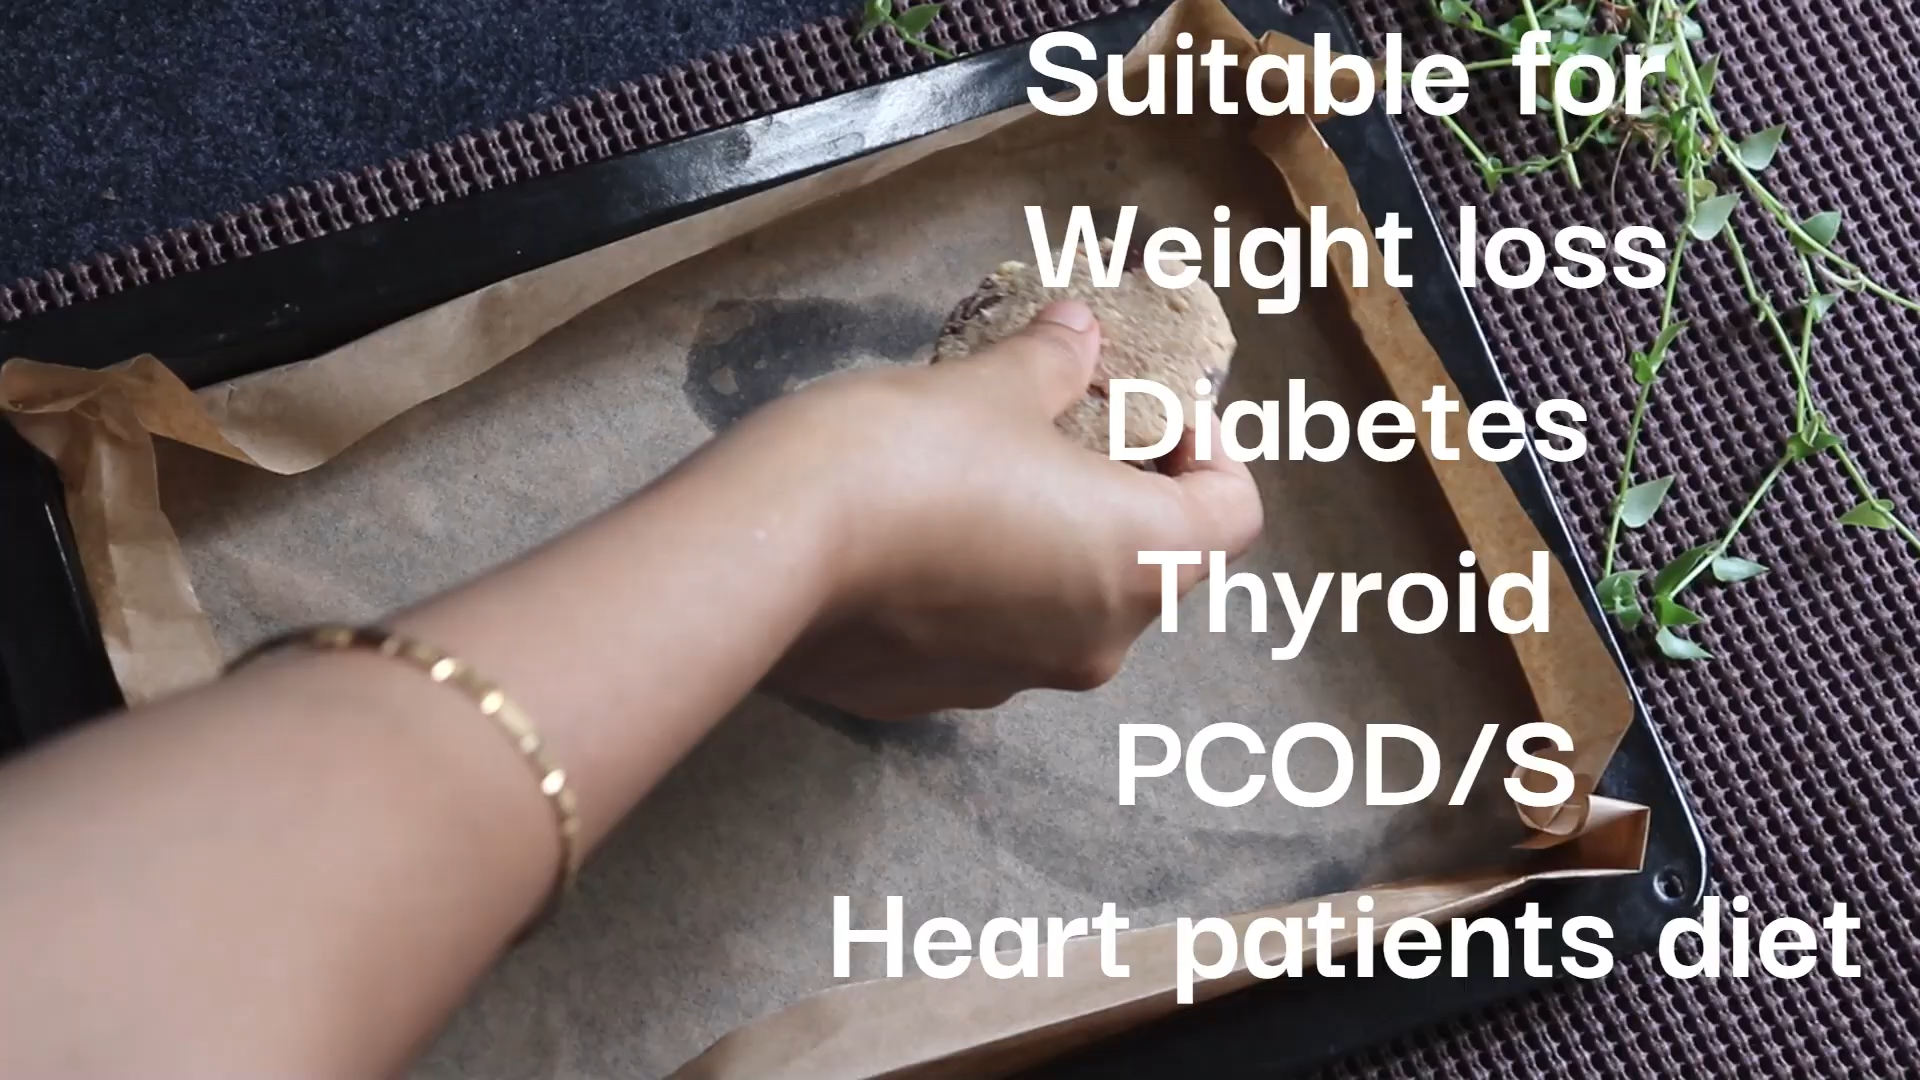 Suitable for
Weight loss
Diabetes
Thyroid
PCOD/S
Heart patients diet